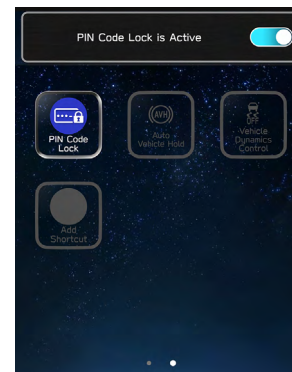 PIN Code Lock is Active
PIN Code
Lock
(AVH)
Auto
Vehicle Hold
OFF
Vehicle
Dynamics
Control
Add
Shortcut